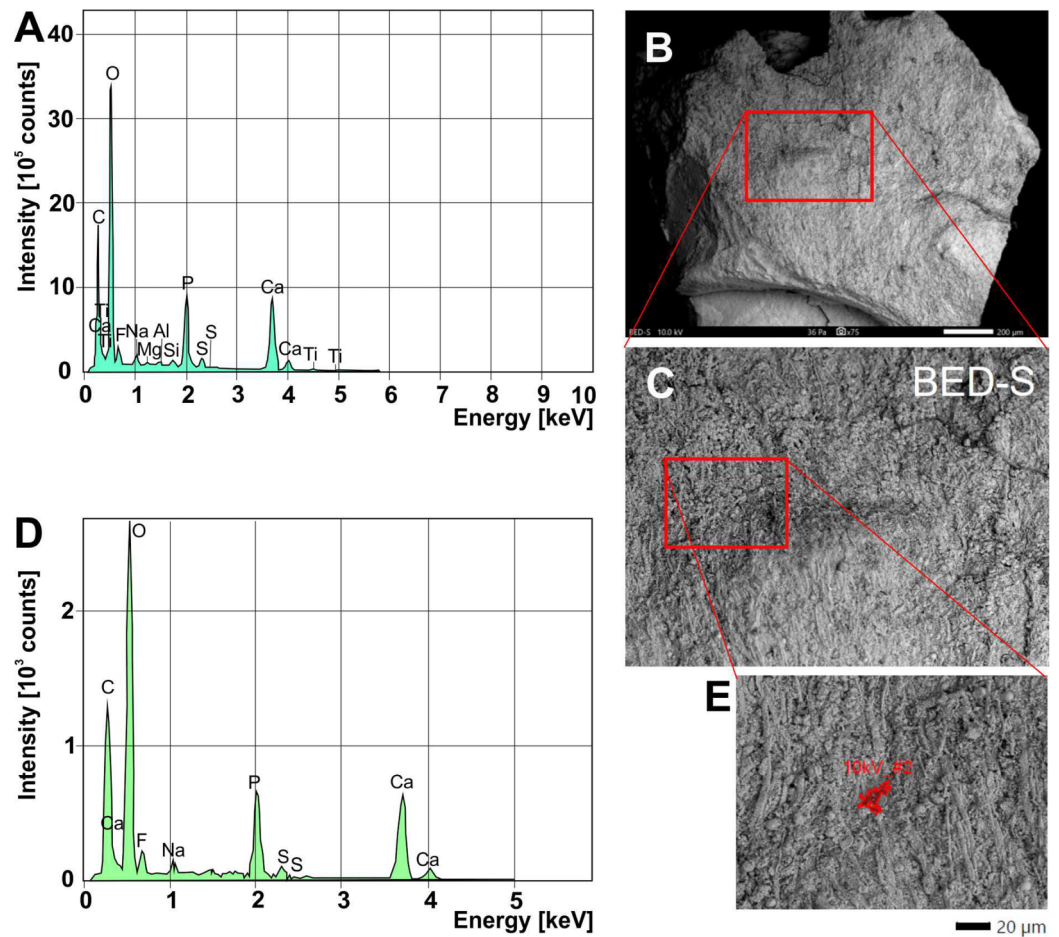 A
Intensity [10⁵ counts]
40
30
20
10
0
O
C
Ti
Ca
Ti
F
Na
Mg
Al
Si
P
S
S
Ca
Ca
Ti
Ti
0 1 2 3 4 5 6 7 8 9 10
Energy [keV]
B
BED-S 10.0 kV 36 Pa x75 200 µm
C
BED-S
D
Intensity [10³ counts]
2
1
0
O
C
Ca
F
Na
P
S
S
Ca
Ca
0 1 2 3 4 5
Energy [keV]
E
10kV #2
20 µm